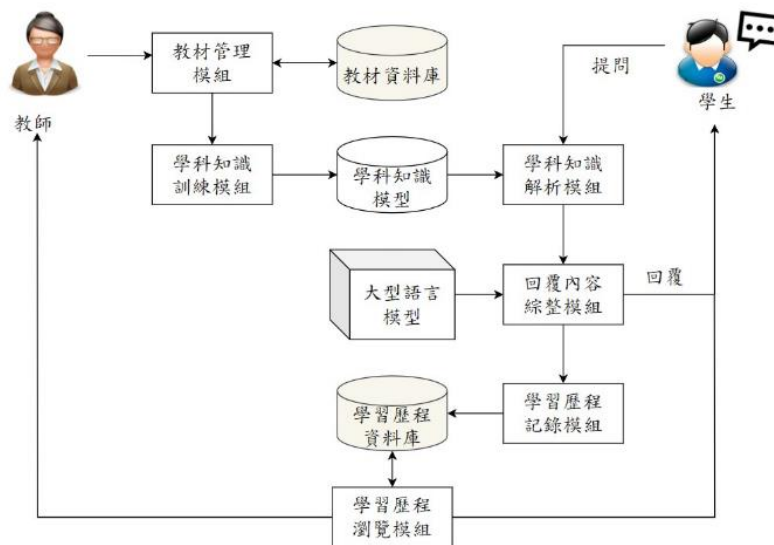 教師
教材管理
模組
教材資料庫
提問
學生
學科知識
訓練模組
學科知識
模型
學科知識
解析模組
大型語言
模型
回覆內容
綜整模組
回覆
學習歷程
資料庫
學習歷程
記錄模組
學習歷程
瀏覽模組